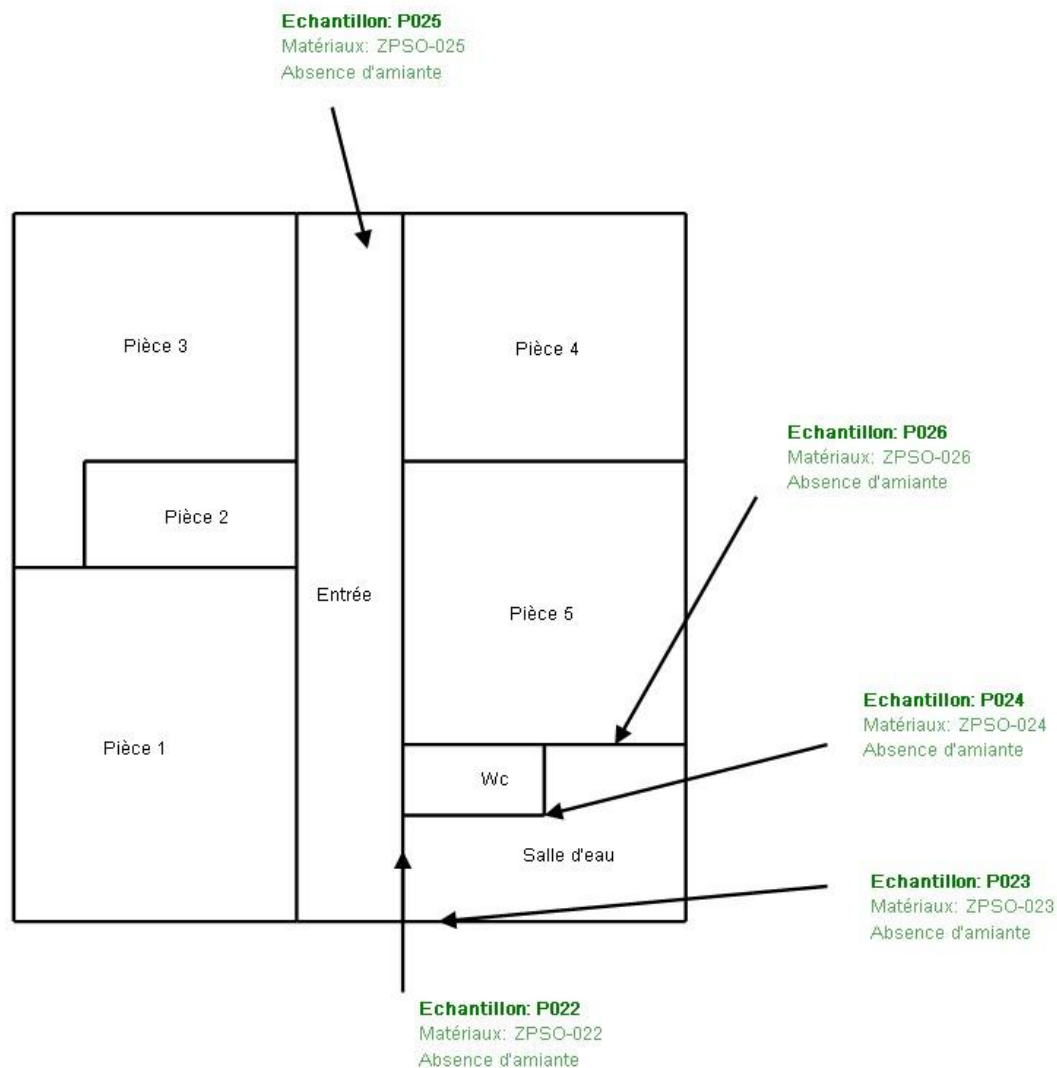 Echantillon: P025
Matériaux: ZPSO-025
Absence d'amiante
Pièce 3
Pièce 4
Echantillon: P026
Matériaux: ZPSO-026
Absence d'amiante
Pièce 2
Entrée
Pièce 5
Echantillon: P024
Matériaux: ZPSO-024
Absence d'amiante
Pièce 1
Wc
Salle d'eau
Echantillon: P023
Matériaux: ZPSO-023
Absence d'amiante
Echantillon: P022
Matériaux: ZPSO-022
Absence d'amiante